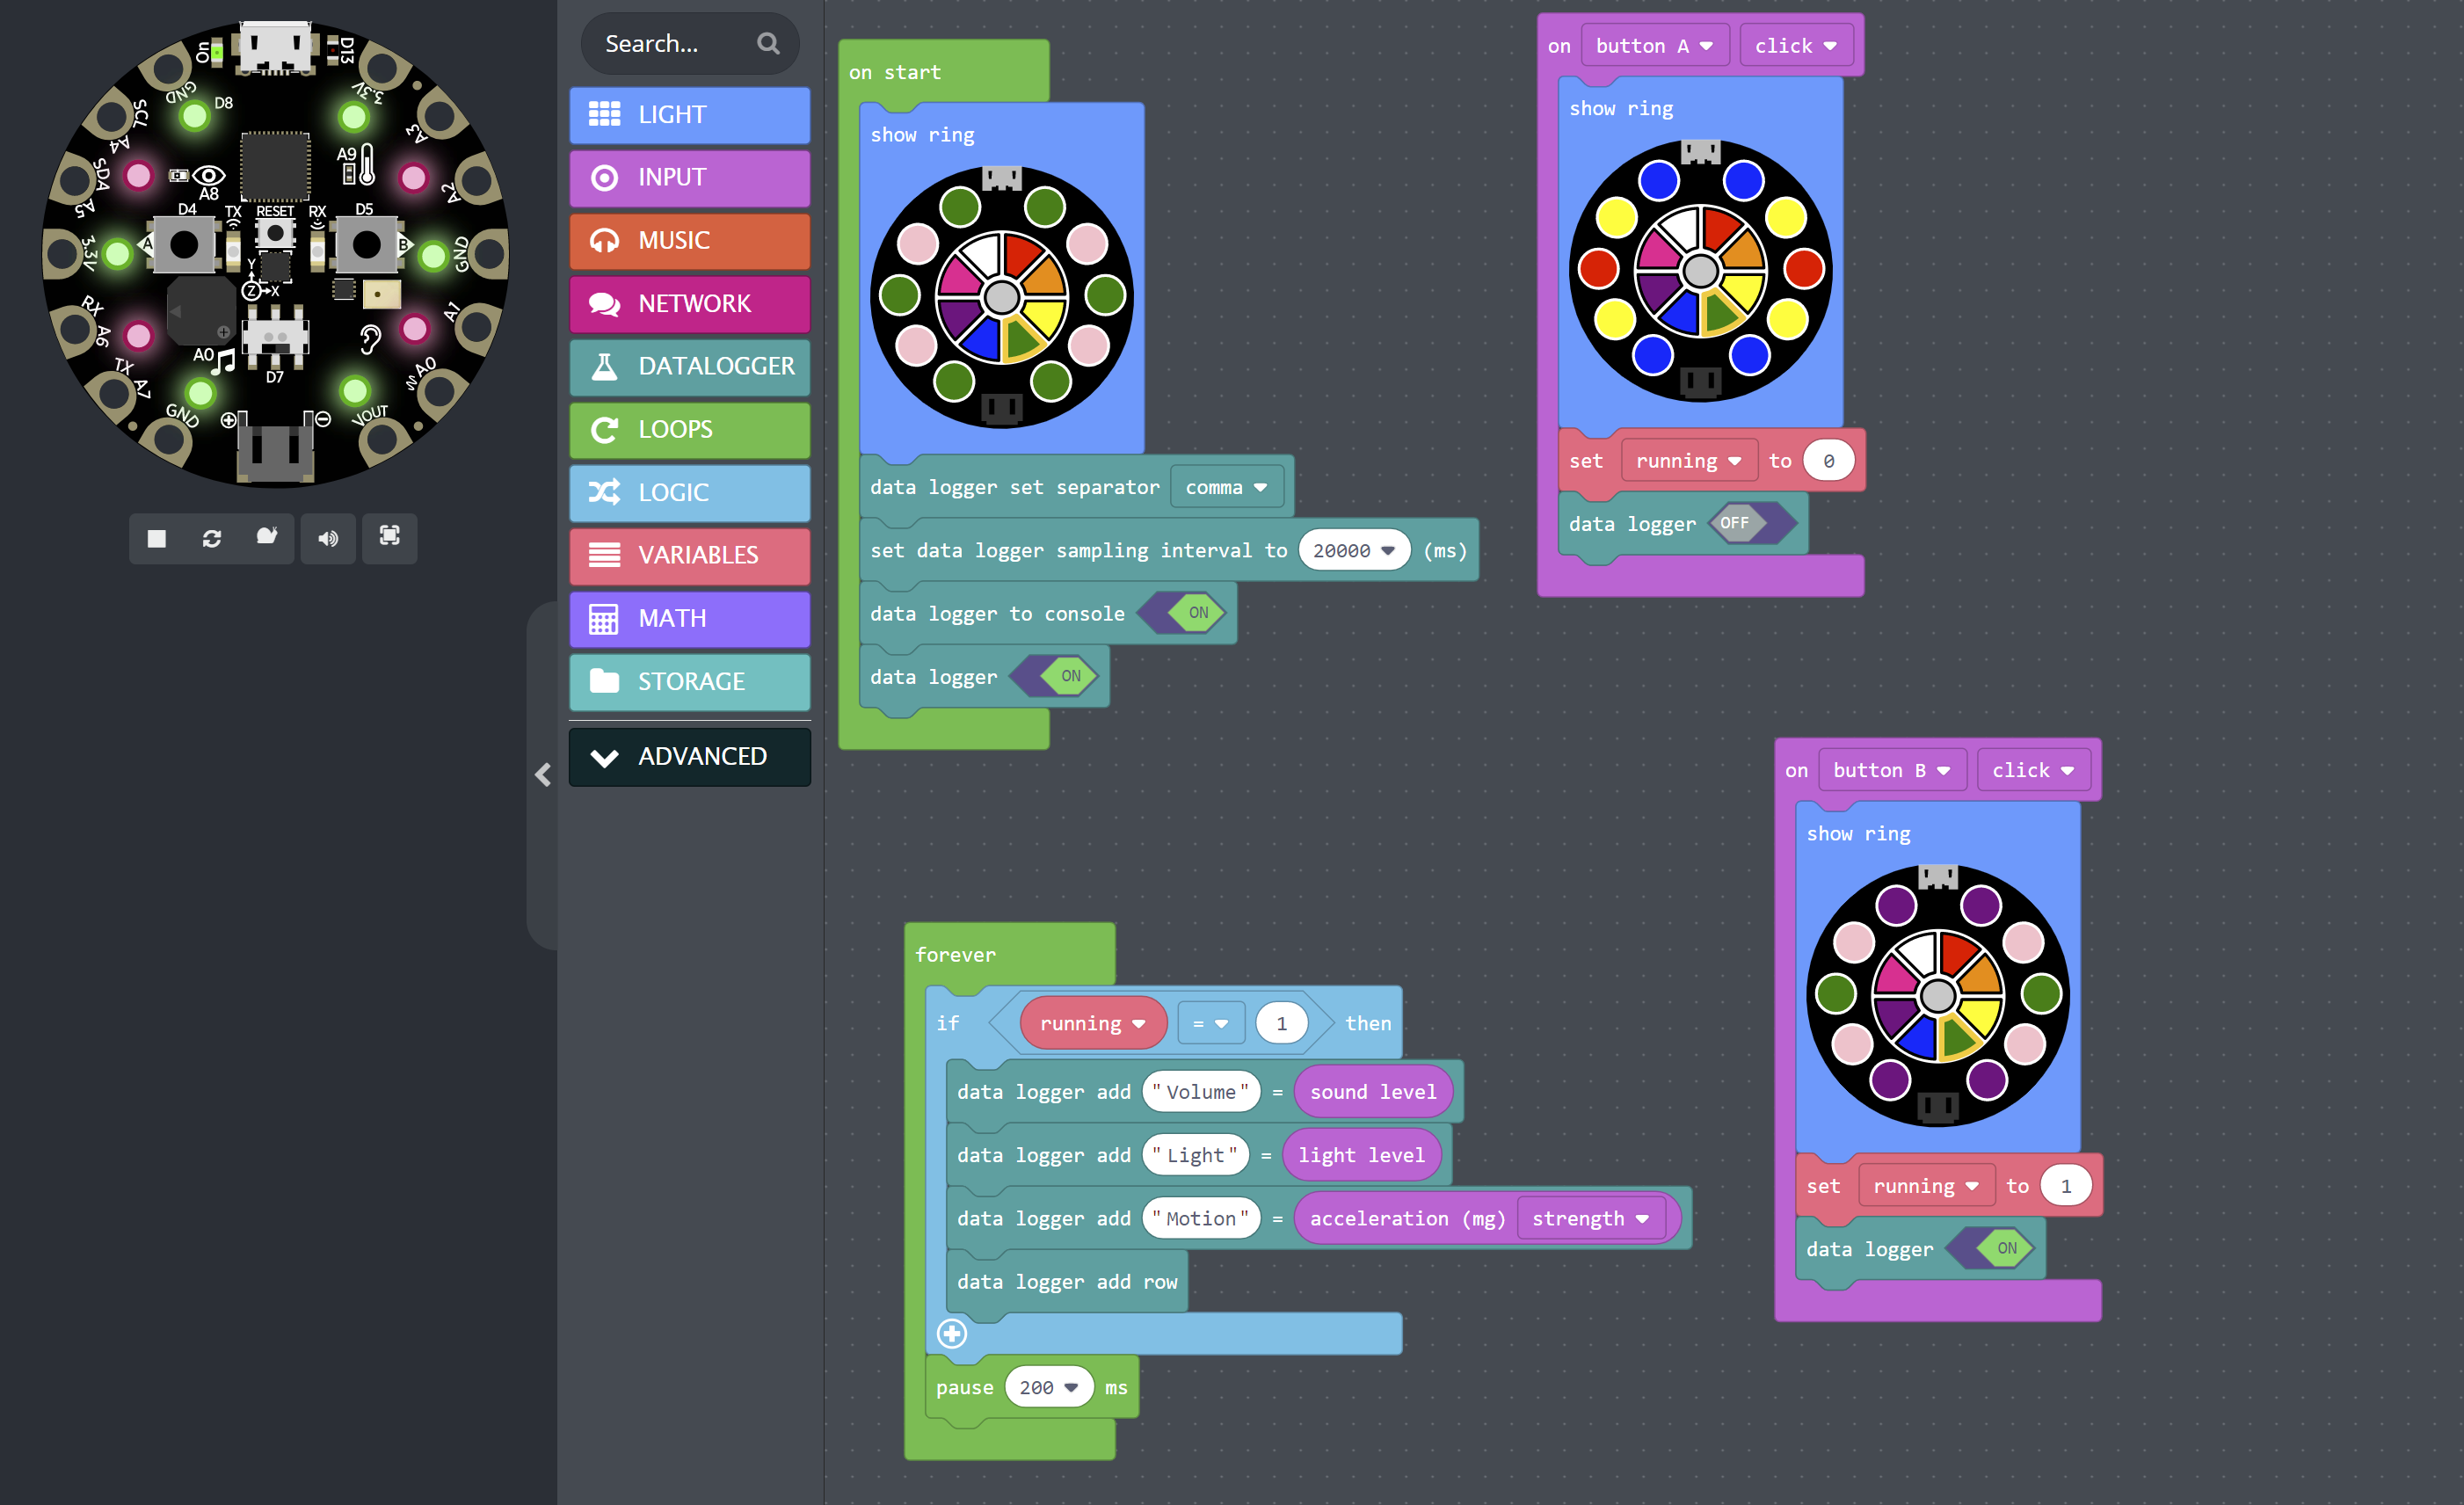 On
D13
GND
D8
3.3V
SCL
A4
A3
SDA
A5
A8
A9
A2
D4
TX
RESET
RX
D5
3.3V
A
B
GND
Y
Z
X
RX
A6
A1
A0
D7
TX
A7
A0
GND
VOUT
Search...
LIGHT
INPUT
MUSIC
NETWORK
DATALOGGER
LOOPS
LOGIC
VARIABLES
MATH
STORAGE
ADVANCED
on start
show ring
data logger set separator comma
set data logger sampling interval to 20000 (ms)
data logger to console ON
data logger ON
on button A click
show ring
set running to 0
data logger OFF
forever
if running = 1 then
data logger add "Volume" = sound level
data logger add "Light" = light level
data logger add "Motion" = acceleration (mg) strength
data logger add row
pause 200 ms
on button B click
show ring
set running to 1
data logger ON